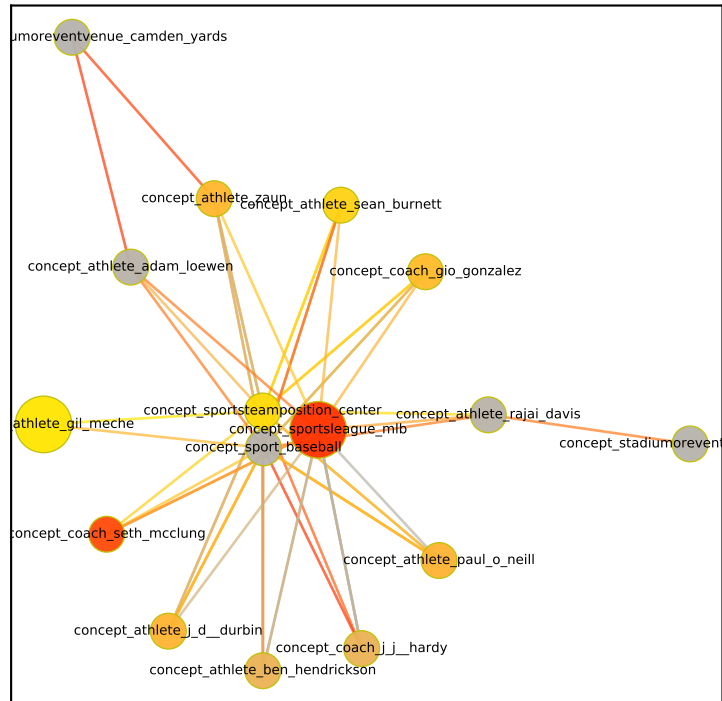 umoreventvenue_camden_yards
concept_athlete_zaun
concept_athlete_sean_burnett
concept_athlete_adam_loewen
concept_coach_gio_gonzalez
concept_sportsteamposition_center
concept_athlete_rajai_davis
athlete_gil_meche
concept_sportsleague_mlb
concept_stadiumorevent
concept_sport_baseball
concept_coach_seth_mcclung
concept_athlete_paul_o_neill
concept_athlete_j_d__durbin
concept_coach_j_j__hardy
concept_athlete_ben_hendrickson